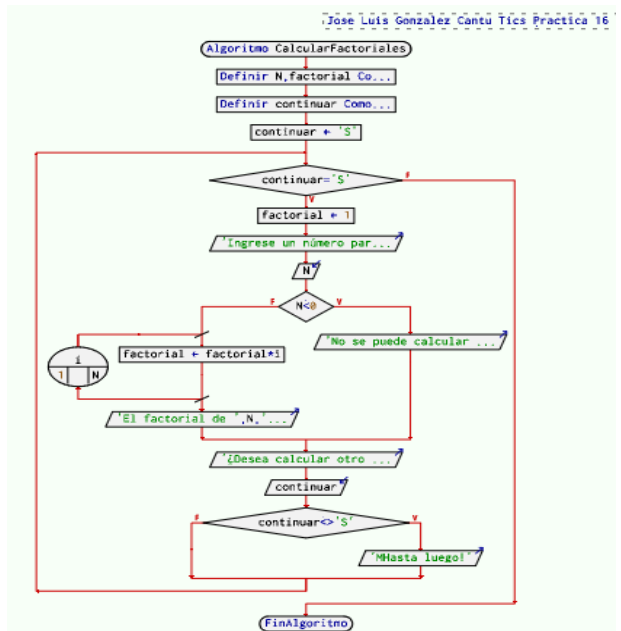 Jose Luis Gonzalez Cantu Tics Practica 16
Algoritmo CalcularFactoriales
Definir N,factorial Co...
Definir continuar Como...
continuar ← 'S'
continuar='S'
F
V
factorial ← 1
'Ingrese un número par...
N
N<0
F
V
'No se puede calcular ...
i
1 N
factorial ← factorial*i
'El factorial de ',N,'...
'¿Desea calcular otro ...
continuar
continuar<>'S'
F
V
'MHasta luego!'
FinAlgoritmo